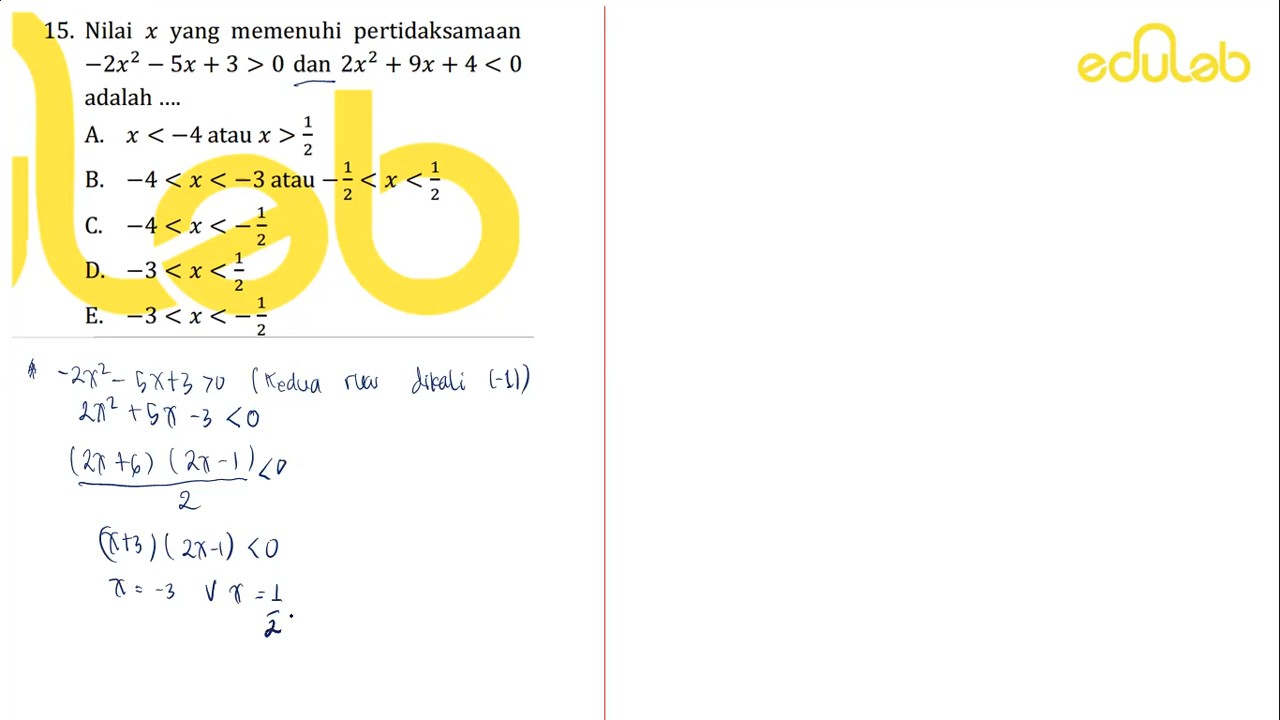 15. Nilai x yang memenuhi pertidaksamaan
−2x² − 5x + 3 > 0 dan 2x² + 9x + 4 < 0
adalah ....
A. x < −4 atau x > 1/2
B. −4 < x < −3 atau −1/2 < x < 1/2
C. −4 < x < −1/2
D. −3 < x < 1/2
E. −3 < x < −1/2
-2x² - 5x+3 >0 (Kedua ruas dikali (-1))
2x² + 5x -3 <0
(2x+6) (2x-1) <0
2
(x+3) (2x-1) <0
x = -3 V x = 1
2
edulab